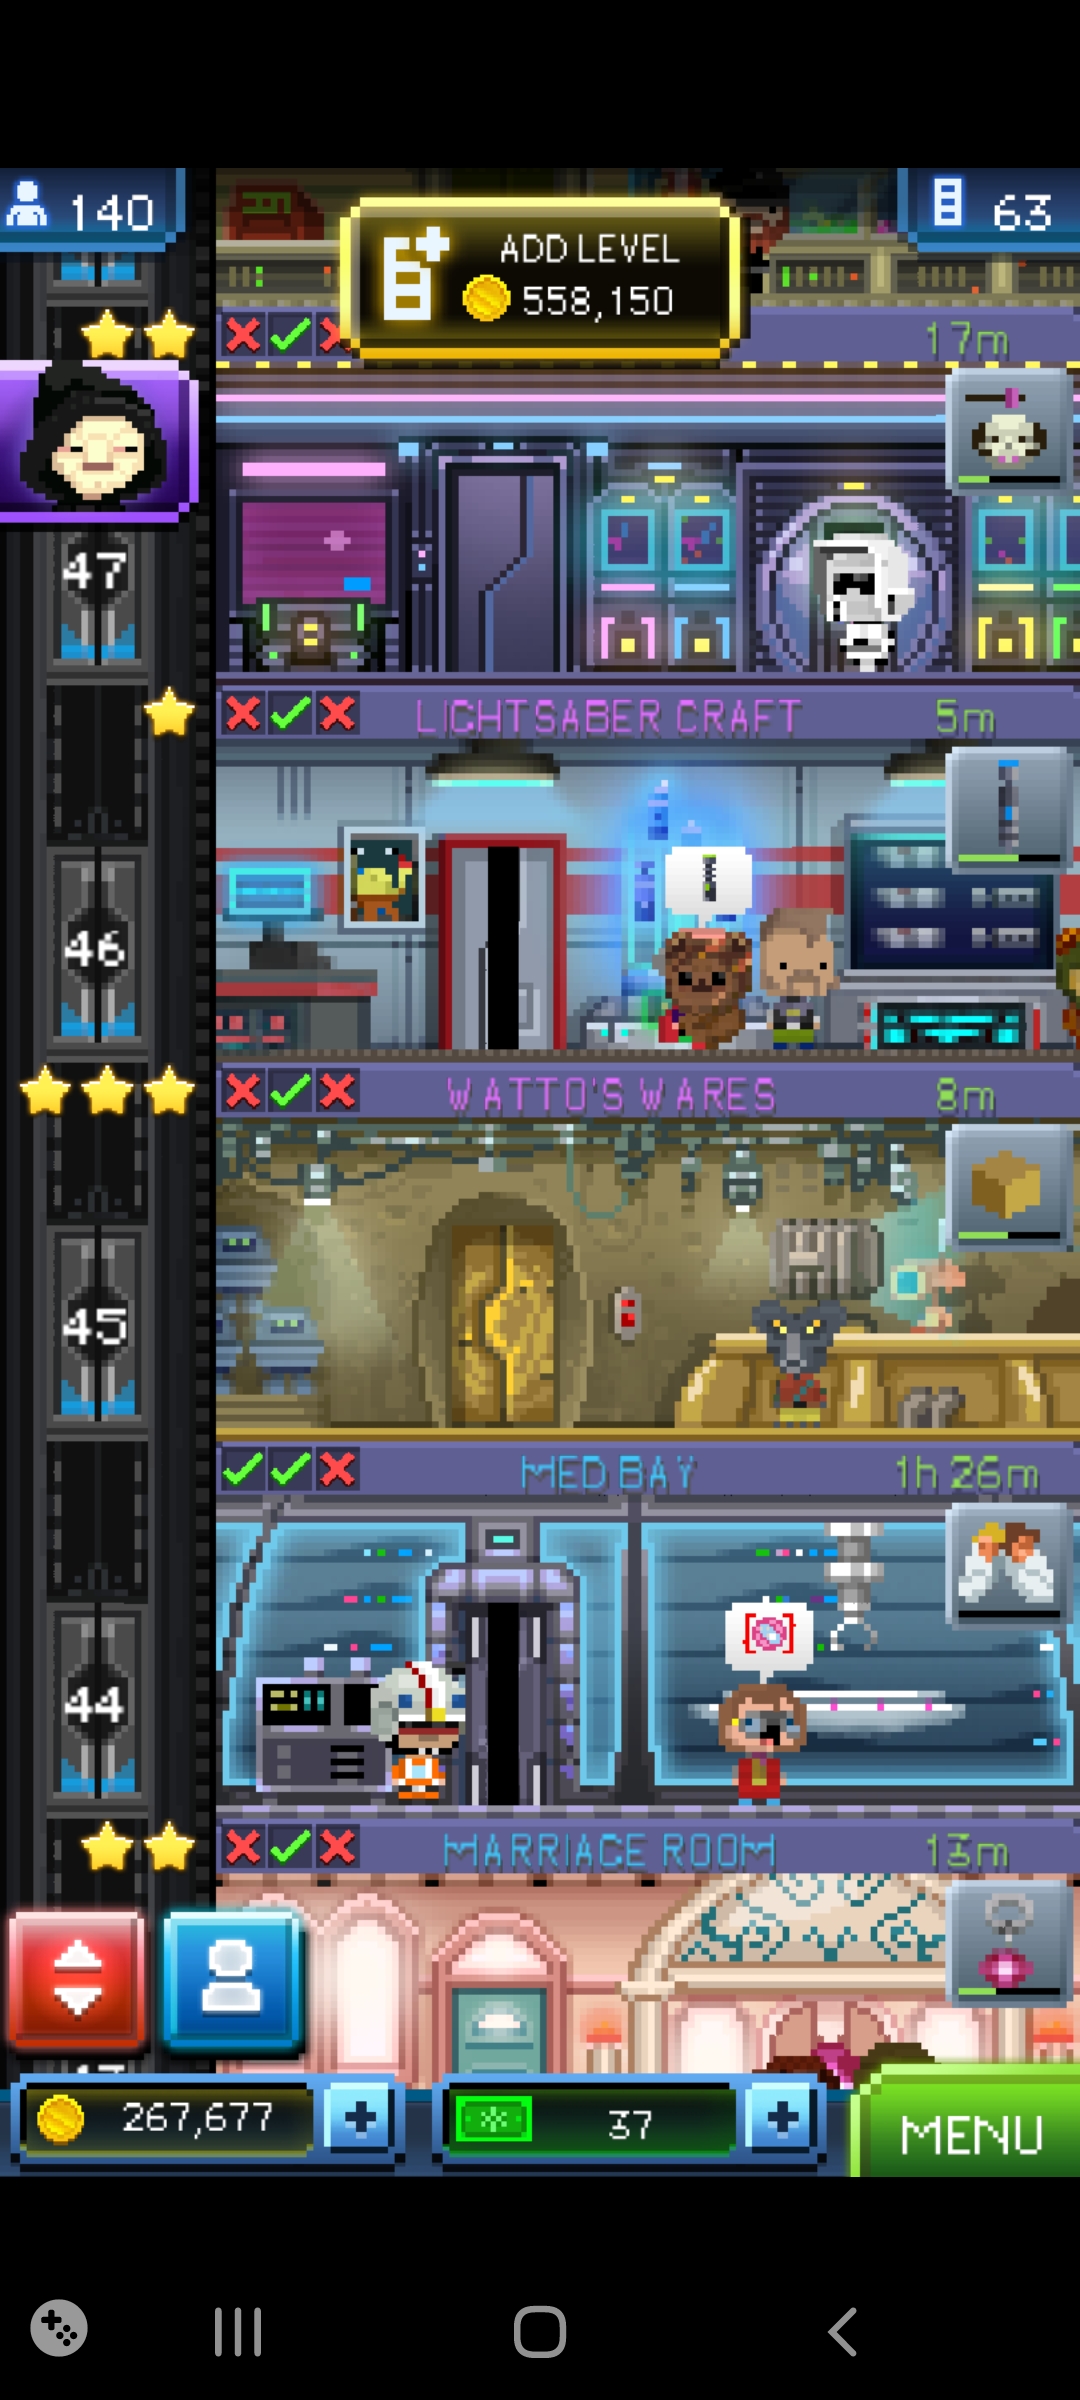 140
63
ADD LEVEL
558,150
17m
47
LIGHTSABER CRAFT
5m
46
WATTO'S WARES
8m
45
MED BAY
1h 26m
44
MARRIAGE ROOM
13m
267,677
37
MENU